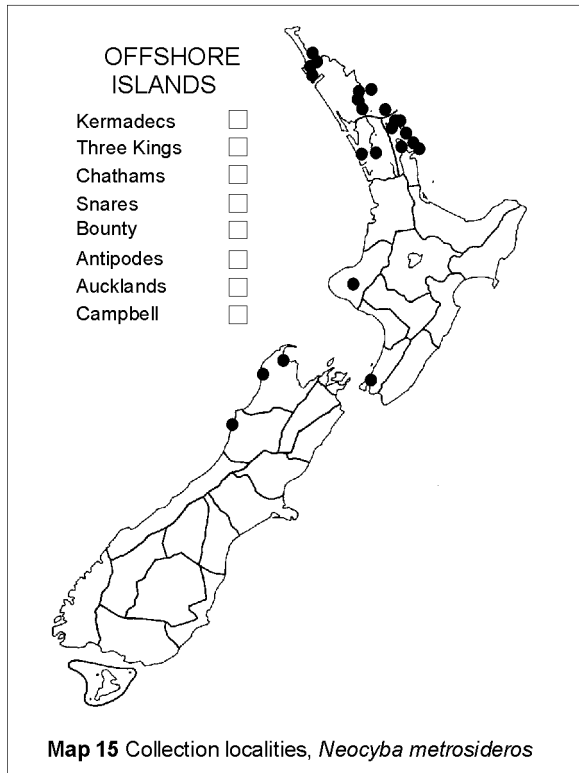 OFFSHORE
ISLANDS
Kermadecs
Three Kings
Chathams
Snares
Bounty
Antipodes
Aucklands
Campbell
Map 15 Collection localities, Neocyba metrosideros